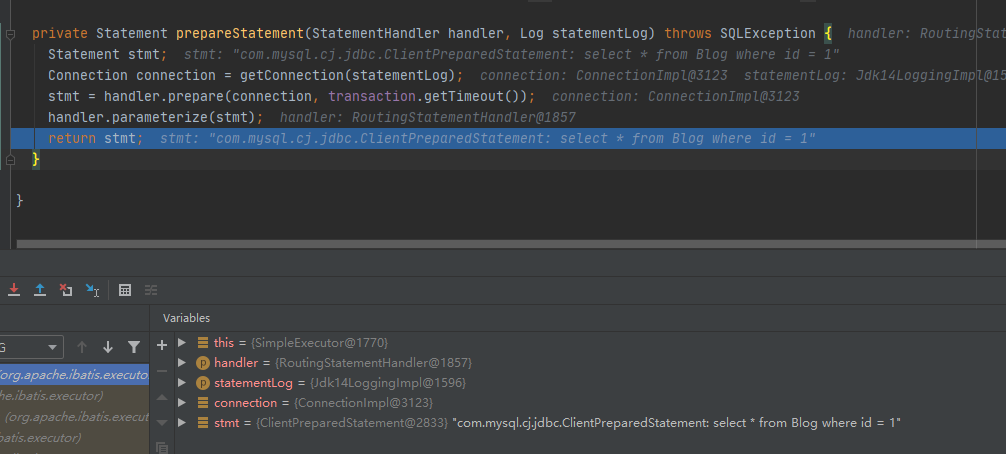 private Statement prepareStatement(StatementHandler handler, Log statementLog) throws SQLException { handler: RoutingStat
Statement stmt; stmt: "com.mysql.cj.jdbc.ClientPreparedStatement: select * from Blog where id = 1"
Connection connection = getConnection(statementLog); connection: ConnectionImpl@3123 statementLog: Jdk14LoggingImpl@15
stmt = handler.prepare(connection, transaction.getTimeout()); connection: ConnectionImpl@3123
handler.parameterize(stmt); handler: RoutingStatementHandler@1857
return stmt; stmt: "com.mysql.cj.jdbc.ClientPreparedStatement: select * from Blog where id = 1"
}
}
Variables
G
this = {SimpleExecutor@1770}
p handler = {RoutingStatementHandler@1857}
(org.apache.ibatis.executo
p statementLog = {Jdk14LoggingImpl@1596}
he.ibatis.executor)
connection = {ConnectionImpl@3123}
(org.apache.ibatis.execut
stmt = {ClientPreparedStatement@2833} "com.mysql.cj.jdbc.ClientPreparedStatement: select * from Blog where id = 1"
batis.executor)